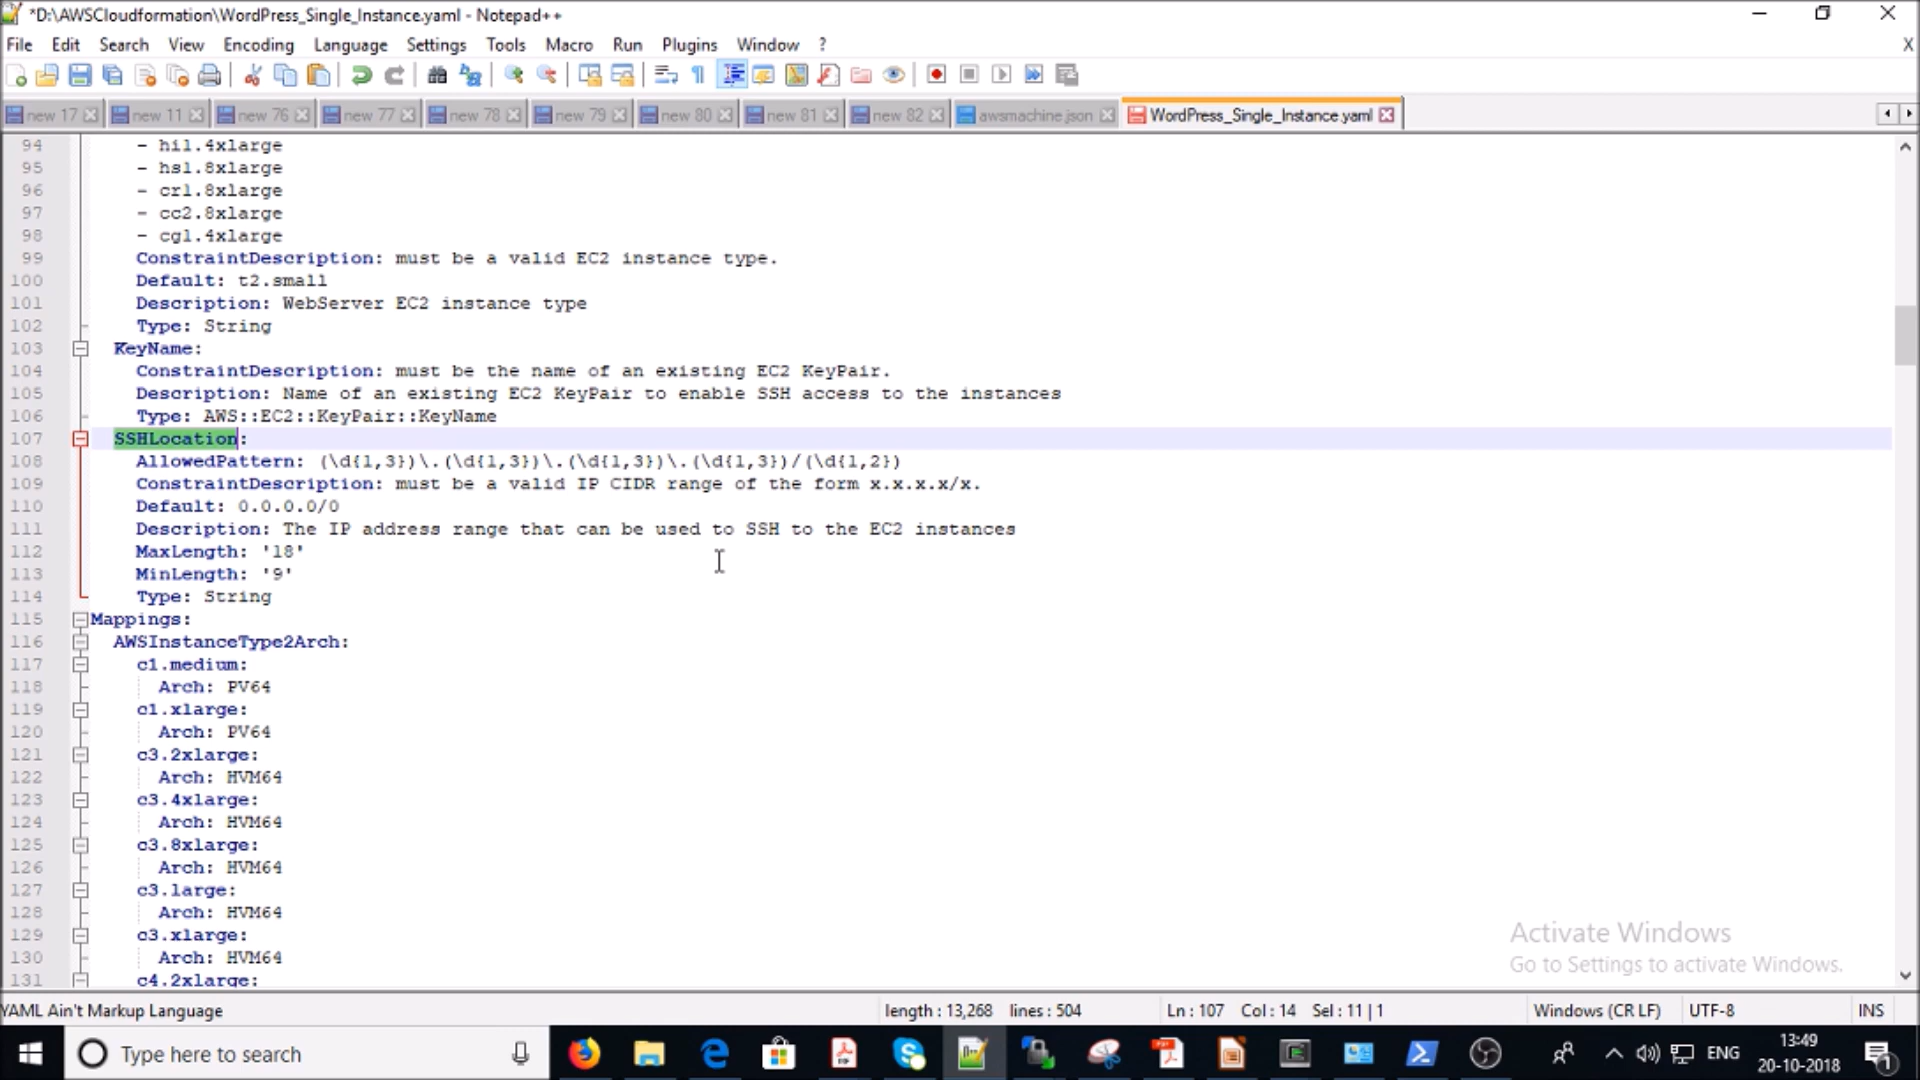 *D:\AWSCloudformation\WordPress_Single_Instance.yaml - Notepad++
File Edit Search View Encoding Language Settings Tools Macro Run Plugins Window ? X
new 17 new 11 new 76 new 77 new 78 new 79 new 80 new 81 new 82 awsmachine.json WordPress_Single_Instance.yaml
94 - hi1.4xlarge
95 - hs1.8xlarge
96 - cr1.8xlarge
97 - cc2.8xlarge
98 - cg1.4xlarge
99 ConstraintDescription: must be a valid EC2 instance type.
100 Default: t2.small
101 Description: WebServer EC2 instance type
102 Type: String
103 KeyName:
104 ConstraintDescription: must be the name of an existing EC2 KeyPair.
105 Description: Name of an existing EC2 KeyPair to enable SSH access to the instances
106 Type: AWS::EC2::KeyPair::KeyName
107 SSHLocation:
108 AllowedPattern: (\d{1,3})\.(\d{1,3})\.(\d{1,3})\.(\d{1,3})/(\d{1,2})
109 ConstraintDescription: must be a valid IP CIDR range of the form x.x.x.x/x.
110 Default: 0.0.0.0/0
111 Description: The IP address range that can be used to SSH to the EC2 instances
112 MaxLength: '18'
113 MinLength: '9'
114 Type: String
115 Mappings:
116 AWSInstanceType2Arch:
117 c1.medium:
118 Arch: PV64
119 c1.xlarge:
120 Arch: PV64
121 c3.2xlarge:
122 Arch: HVM64
123 c3.4xlarge:
124 Arch: HVM64
125 c3.8xlarge:
126 Arch: HVM64
127 c3.large:
128 Arch: HVM64
129 c3.xlarge:
130 Arch: HVM64
131 c4.2xlarge:
Activate Windows
Go to Settings to activate Windows.
YAML Ain't Markup Language length : 13,268 lines : 504 Ln : 107 Col : 14 Sel : 11 | 1 Windows (CR LF) UTF-8 INS
Type here to search ENG 13:49
20-10-2018 1